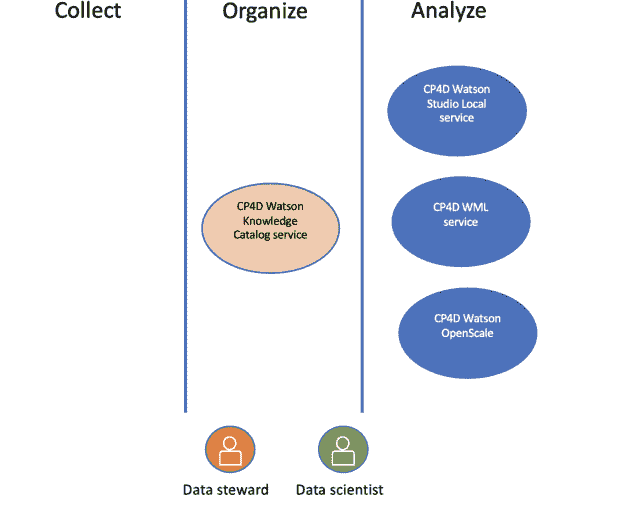 Collect
Organize
Analyze
CP4D Watson
Studio Local
service
CP4D Watson
Knowledge
Catalog service
CP4D WML
service
CP4D Watson
OpenScale
Data steward
Data scientist